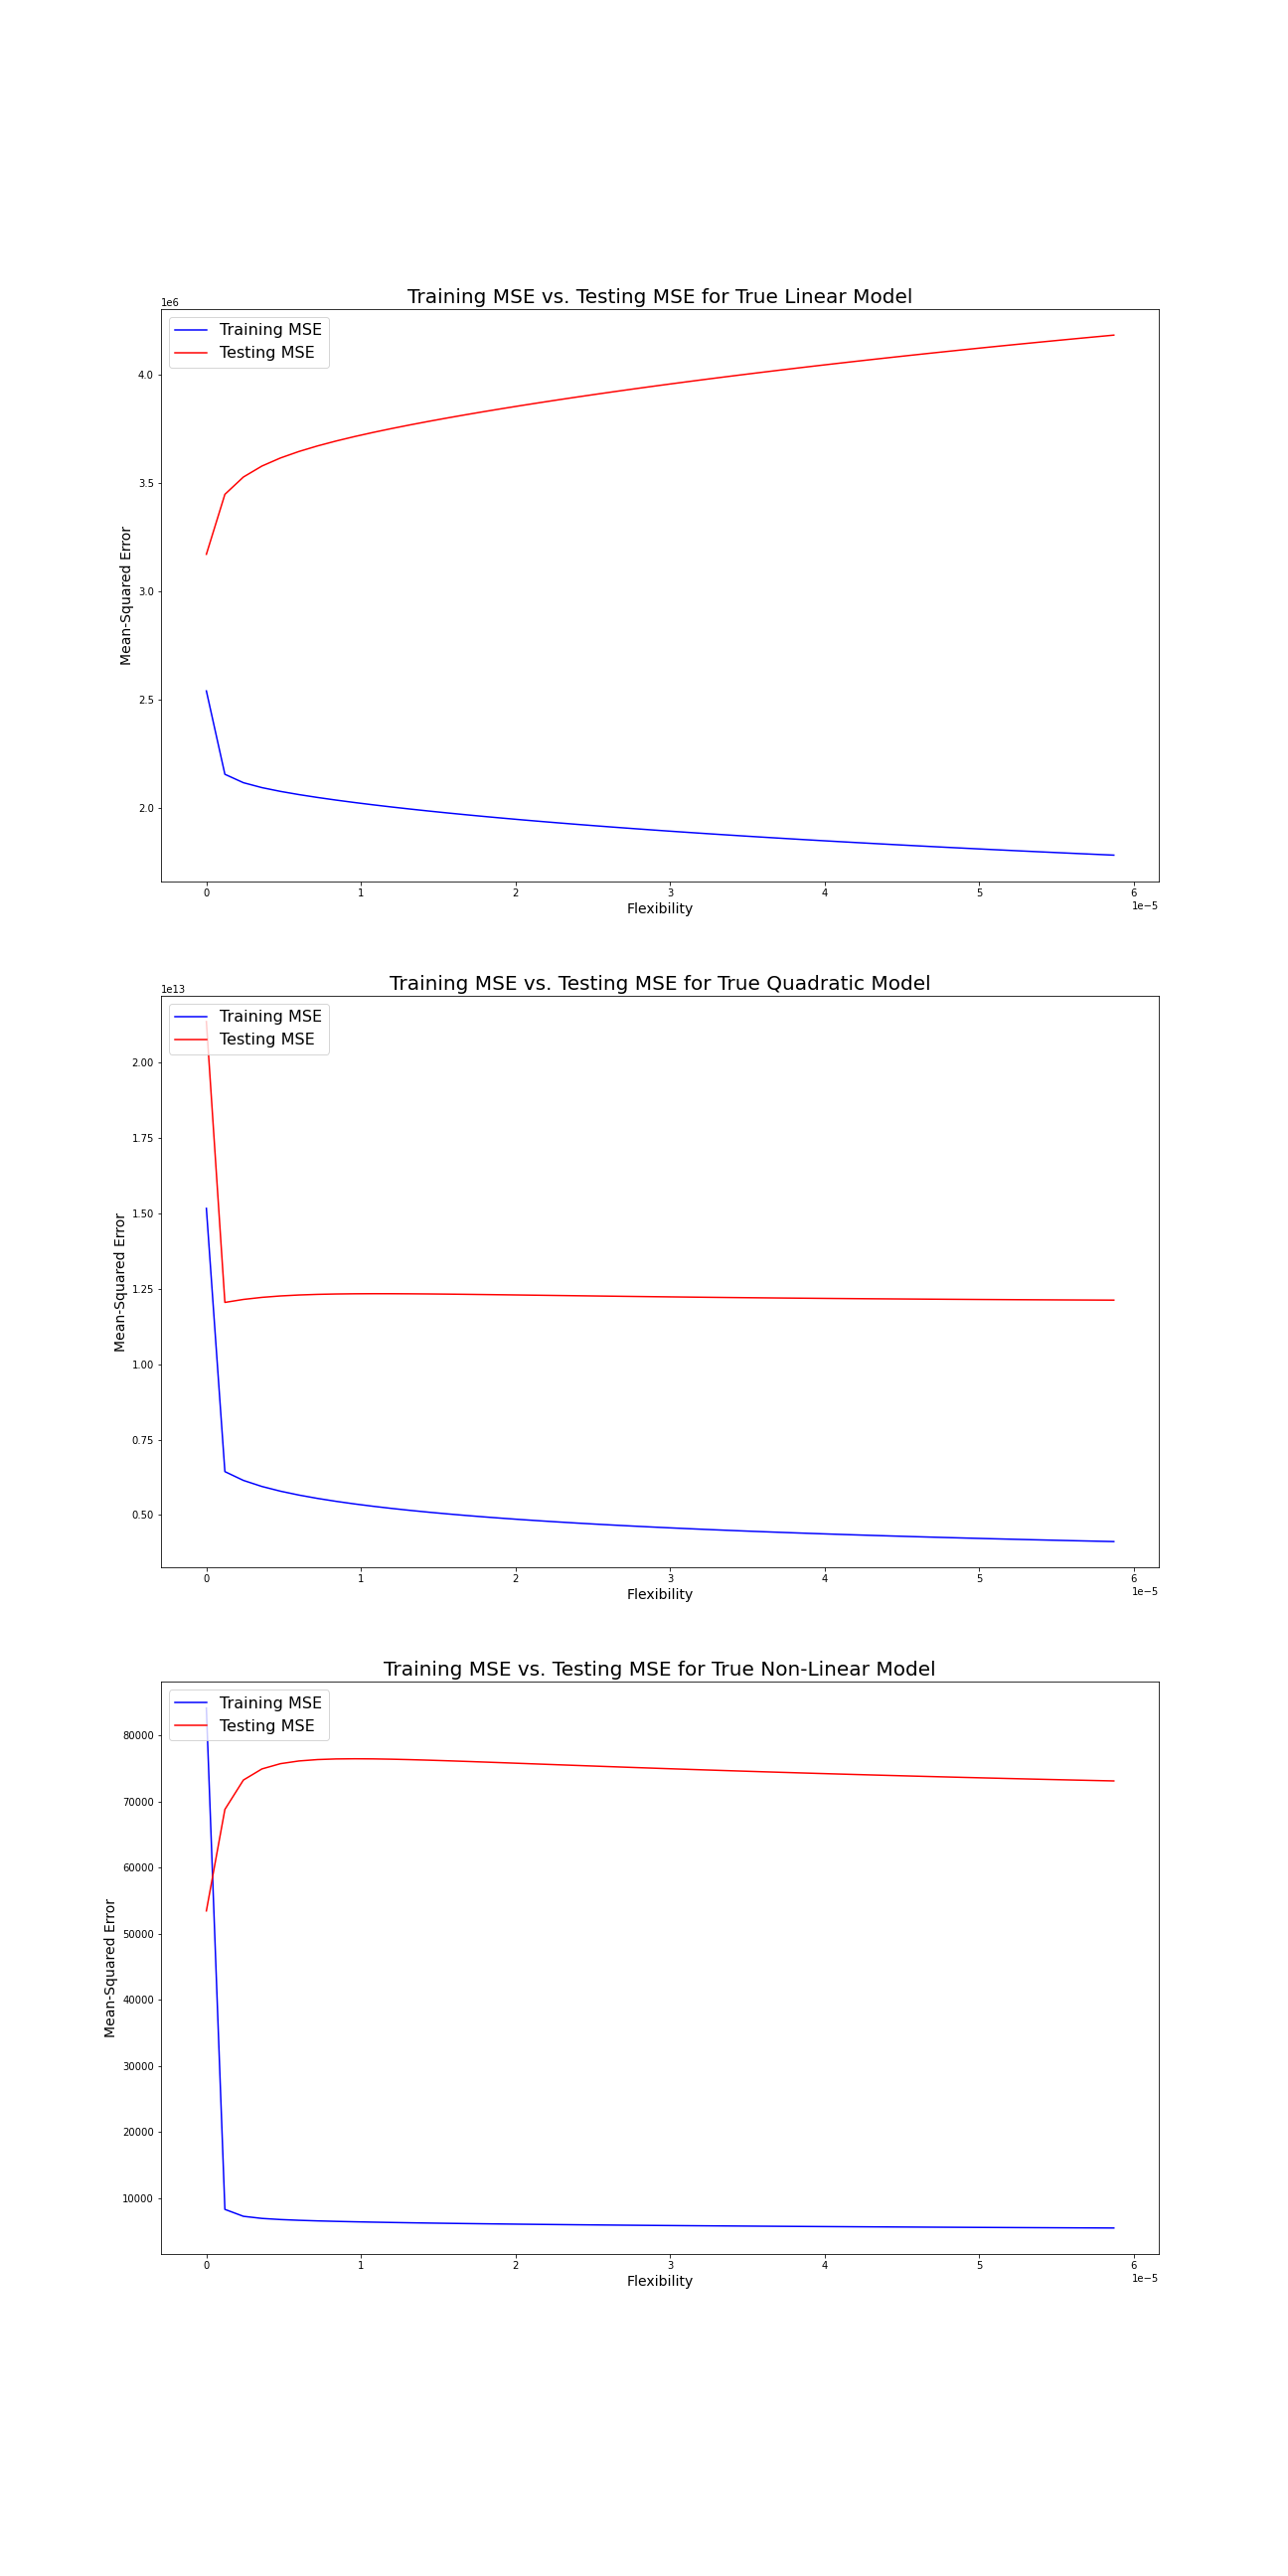 Training MSE vs. Testing MSE for True Linear Model
1e6
Training MSE
Testing MSE
4.0
3.5
3.0
2.5
2.0
Mean-Squared Error
0 1 2 3 4 5 6
1e−5
Flexibility
Training MSE vs. Testing MSE for True Quadratic Model
1e13
Training MSE
Testing MSE
2.00
1.75
1.50
1.25
1.00
0.75
0.50
Mean-Squared Error
0 1 2 3 4 5 6
1e−5
Flexibility
Training MSE vs. Testing MSE for True Non-Linear Model
Training MSE
Testing MSE
80000
70000
60000
50000
40000
30000
20000
10000
Mean-Squared Error
0 1 2 3 4 5 6
1e−5
Flexibility